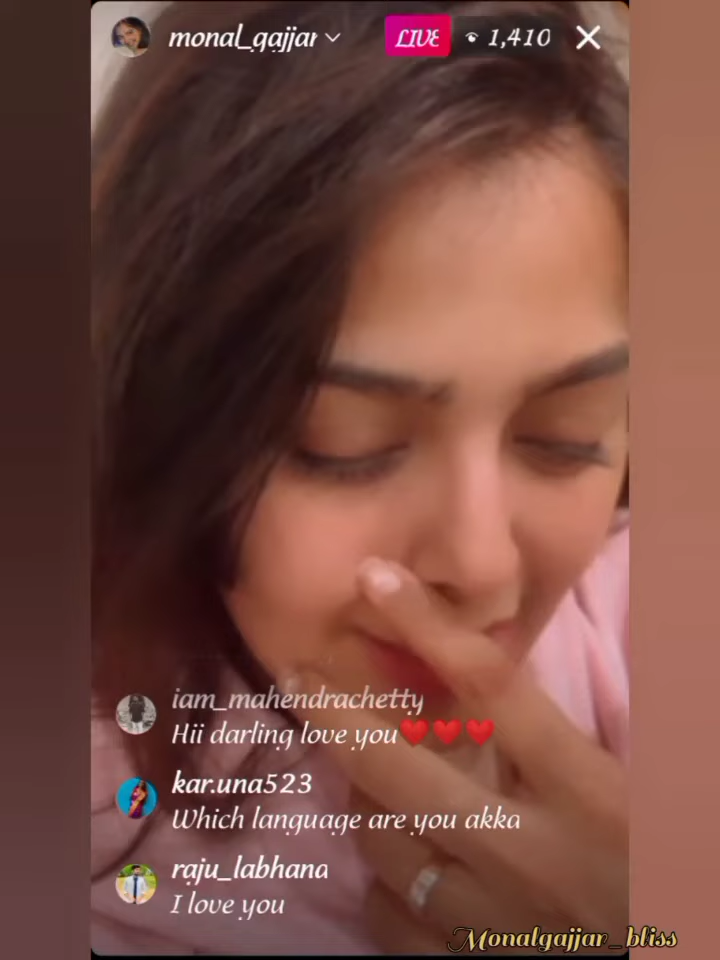 monal_gajjar
LIVE
1,410
iam_mahendrachetty
Hii darling love you❤️❤️❤️
kar.una523
Which language are you akka
raju_labhana
I love you
Monalgajjar_bliss